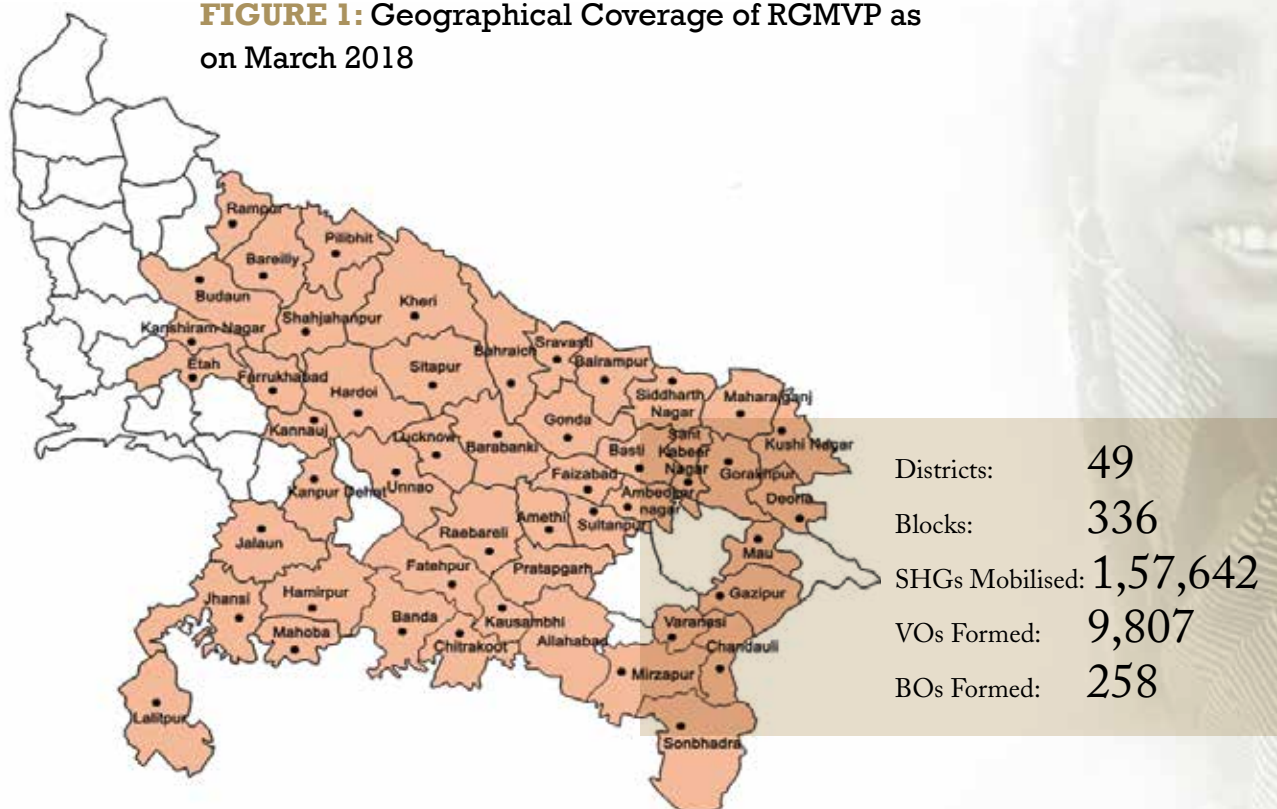 FIGURE 1: Geographical Coverage of RGMVP as
on March 2018
Rampur
Pilibhit
Bareilly
Budaun
Kheri
Kanshiram Nagar
Shahjahanpur
Etah
Farrukhabad
Hardoi
Sitapur
Bahraich
Sravasti
Balrampur
Siddharth
Nagar
Maharajganj
Kannauj
Lucknow
Barabanki
Gonda
Basti
Sant
Kabeer
Nagar
Gorakhpur
Kushi Nagar
Kanpur Dehat
Unnao
Faizabad
Ambedkar
nagar
Deoria
Jalaun
Raebareli
Amethi
Sultanpur
Mau
Fatehpur
Pratapgarh
Gazipur
Jhansi
Hamirpur
Banda
Kausambhi
Varanasi
Mahoba
Chitrakoot
Allahabad
Chandauli
Mirzapur
Lalitpur
Sonbhadra
Districts: 49
Blocks: 336
SHGs Mobilised: 1,57,642
VOs Formed: 9,807
BOs Formed: 258